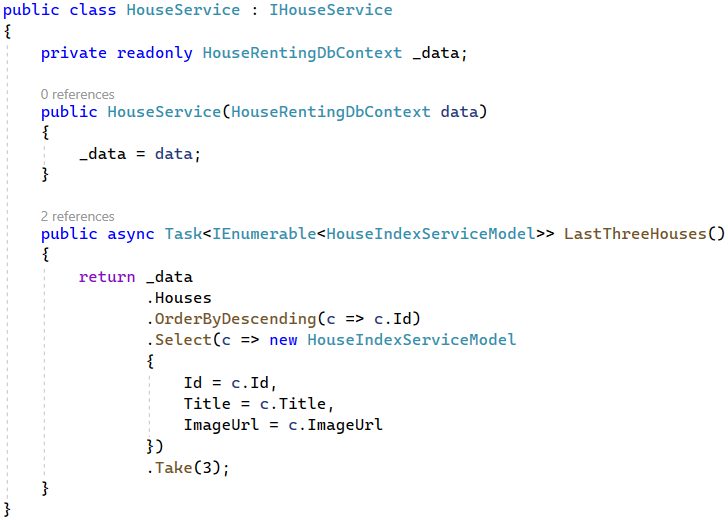 public class HouseService : IHouseService
{
private readonly HouseRentingDbContext _data;
0 references
public HouseService(HouseRentingDbContext data)
{
_data = data;
}
2 references
public async Task<IEnumerable<HouseIndexServiceModel>> LastThreeHouses()
{
return _data
.Houses
.OrderByDescending(c => c.Id)
.Select(c => new HouseIndexServiceModel
{
Id = c.Id,
Title = c.Title,
ImageUrl = c.ImageUrl
})
.Take(3);
}
}